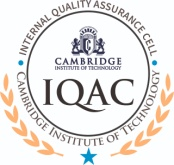 INTERNAL QUALITY ASSURANCE CELL
CAMBRIDGE
INSTITUTE OF TECHNOLOGY
IQAC
CAMBRIDGE INSTITUTE OF TECHNOLOGY